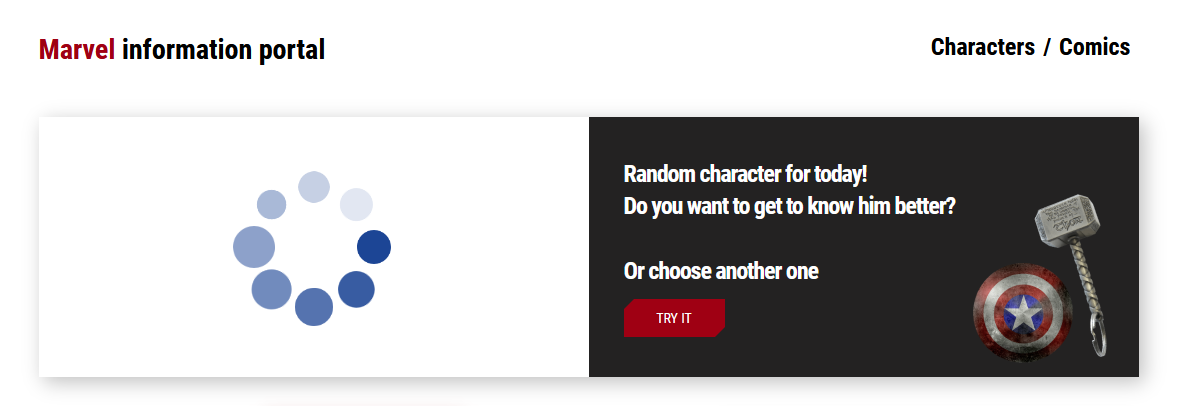 Marvel information portal
Characters / Comics
Random character for today!
Do you want to get to know him better?
Or choose another one
TRY IT